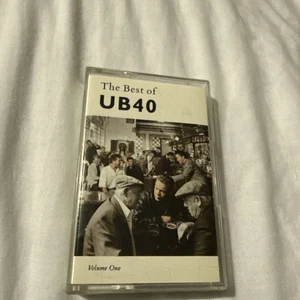 The Best of
UB40
Volume One